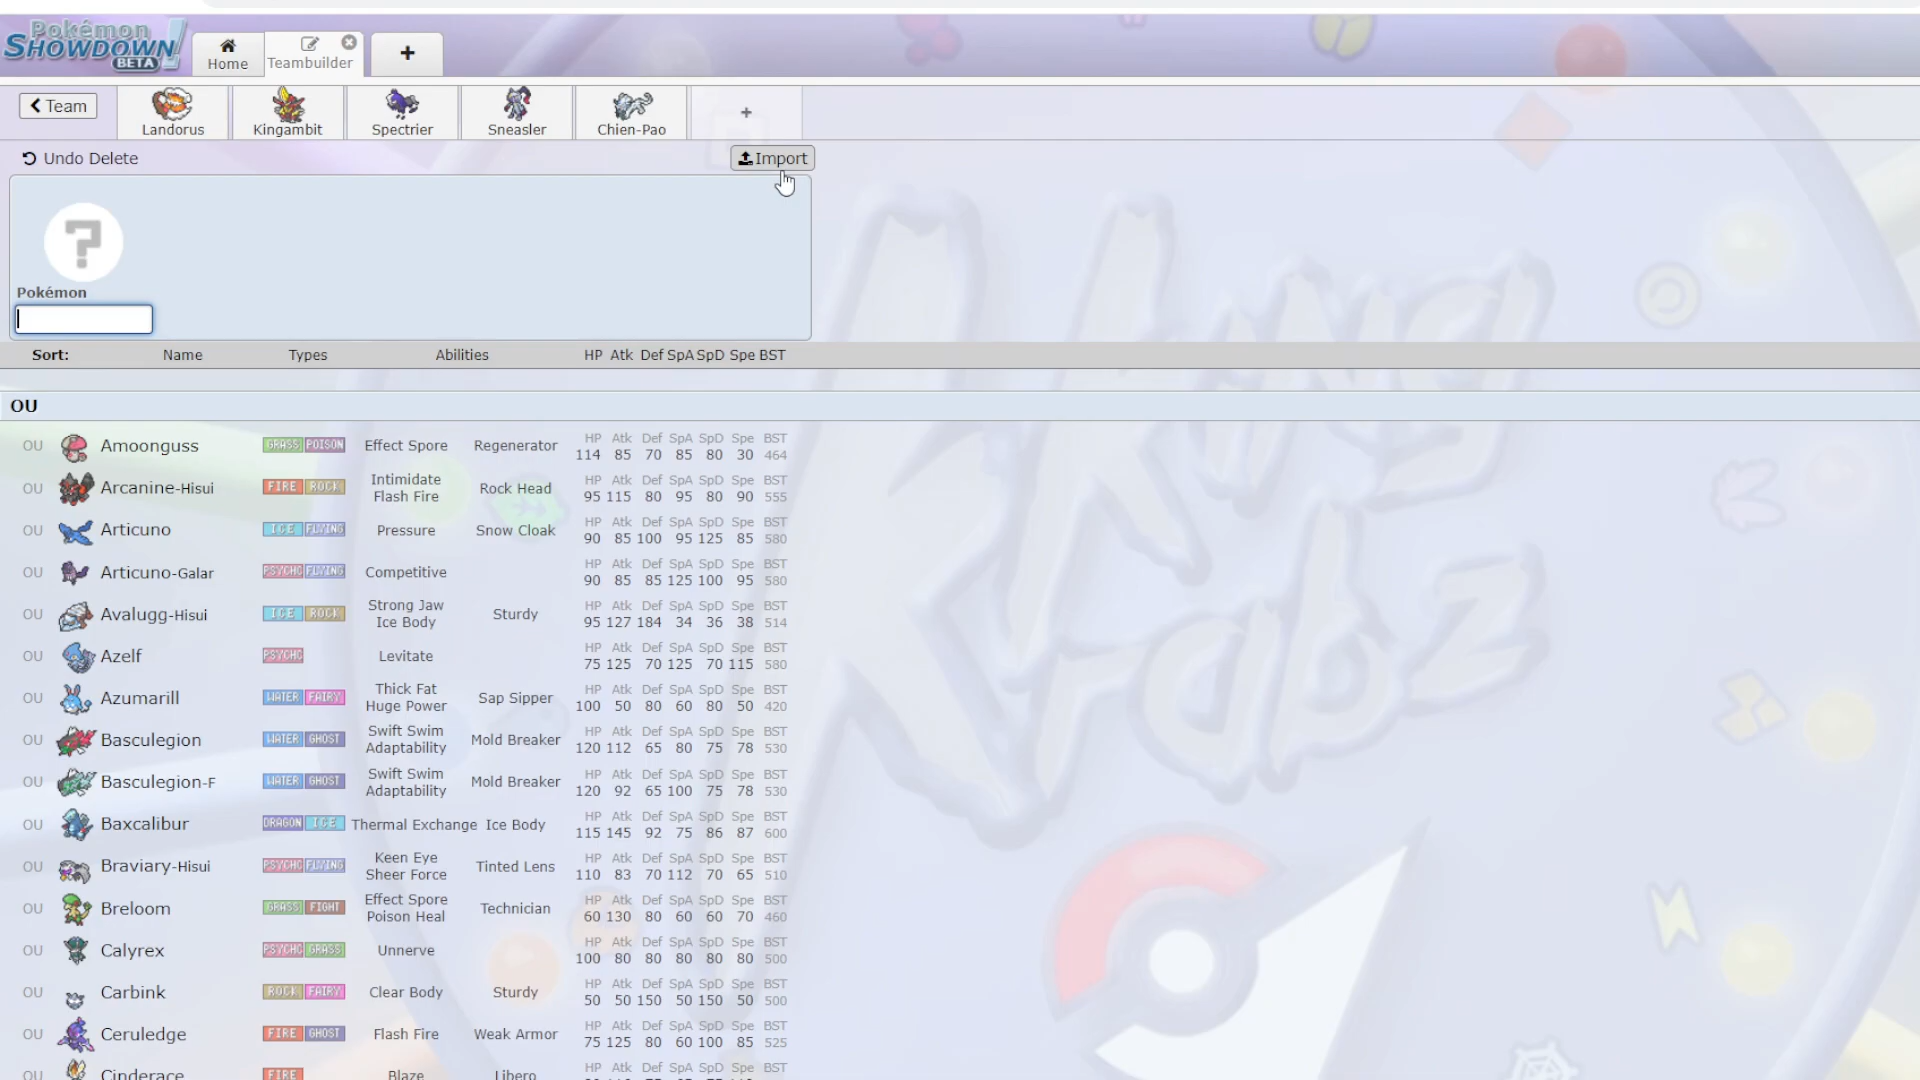 Pokémon
SHOWDOWN!
BETA
Home
Teambuilder
+
Team
Landorus
Kingambit
Spectrier
Sneasler
Chien-Pao
+
Undo Delete
Import
?
Pokémon
Sort: Name Types Abilities HP Atk Def SpA SpD Spe BST
OU
OU Amoonguss GRASS POISON Effect Spore Regenerator HP 114 Atk 85 Def 70 SpA 85 SpD 80 Spe 30 BST 464
OU Arcanine-Hisui FIRE ROCK Intimidate Flash Fire Rock Head HP 95 Atk 115 Def 80 SpA 95 SpD 80 Spe 90 BST 555
OU Articuno ICE FLYING Pressure Snow Cloak HP 90 Atk 85 Def 100 SpA 95 SpD 125 Spe 85 BST 580
OU Articuno-Galar PSYCHC FLYING Competitive HP 90 Atk 85 Def 85 SpA 125 SpD 100 Spe 95 BST 580
OU Avalugg-Hisui ICE ROCK Strong Jaw Ice Body Sturdy HP 95 Atk 127 Def 184 SpA 34 SpD 36 Spe 38 BST 514
OU Azelf PSYCHC Levitate HP 75 Atk 125 Def 70 SpA 125 SpD 70 Spe 115 BST 580
OU Azumarill WATER FAIRY Thick Fat Huge Power Sap Sipper HP 100 Atk 50 Def 80 SpA 60 SpD 80 Spe 50 BST 420
OU Basculegion WATER GHOST Swift Swim Adaptability Mold Breaker HP 120 Atk 112 Def 65 SpA 80 SpD 75 Spe 78 BST 530
OU Basculegion-F WATER GHOST Swift Swim Adaptability Mold Breaker HP 120 Atk 92 Def 65 SpA 100 SpD 75 Spe 78 BST 530
OU Baxcalibur DRAGON ICE Thermal Exchange Ice Body HP 115 Atk 145 Def 92 SpA 75 SpD 86 Spe 87 BST 600
OU Braviary-Hisui PSYCHC FLYING Keen Eye Sheer Force Tinted Lens HP 110 Atk 83 Def 70 SpA 112 SpD 70 Spe 65 BST 510
OU Breloom GRASS FIGHT Effect Spore Poison Heal Technician HP 60 Atk 130 Def 80 SpA 60 SpD 60 Spe 70 BST 460
OU Calyrex PSYCHC GRASS Unnerve HP 100 Atk 80 Def 80 SpA 80 SpD 80 Spe 80 BST 500
OU Carbink ROCK FAIRY Clear Body Sturdy HP 50 Atk 50 Def 150 SpA 50 SpD 150 Spe 50 BST 500
OU Ceruledge FIRE GHOST Flash Fire Weak Armor HP 75 Atk 125 Def 80 SpA 60 SpD 100 Spe 85 BST 525
OU Cinderace FIRE Blaze Libero HP Atk Def SpA SpD Spe BST